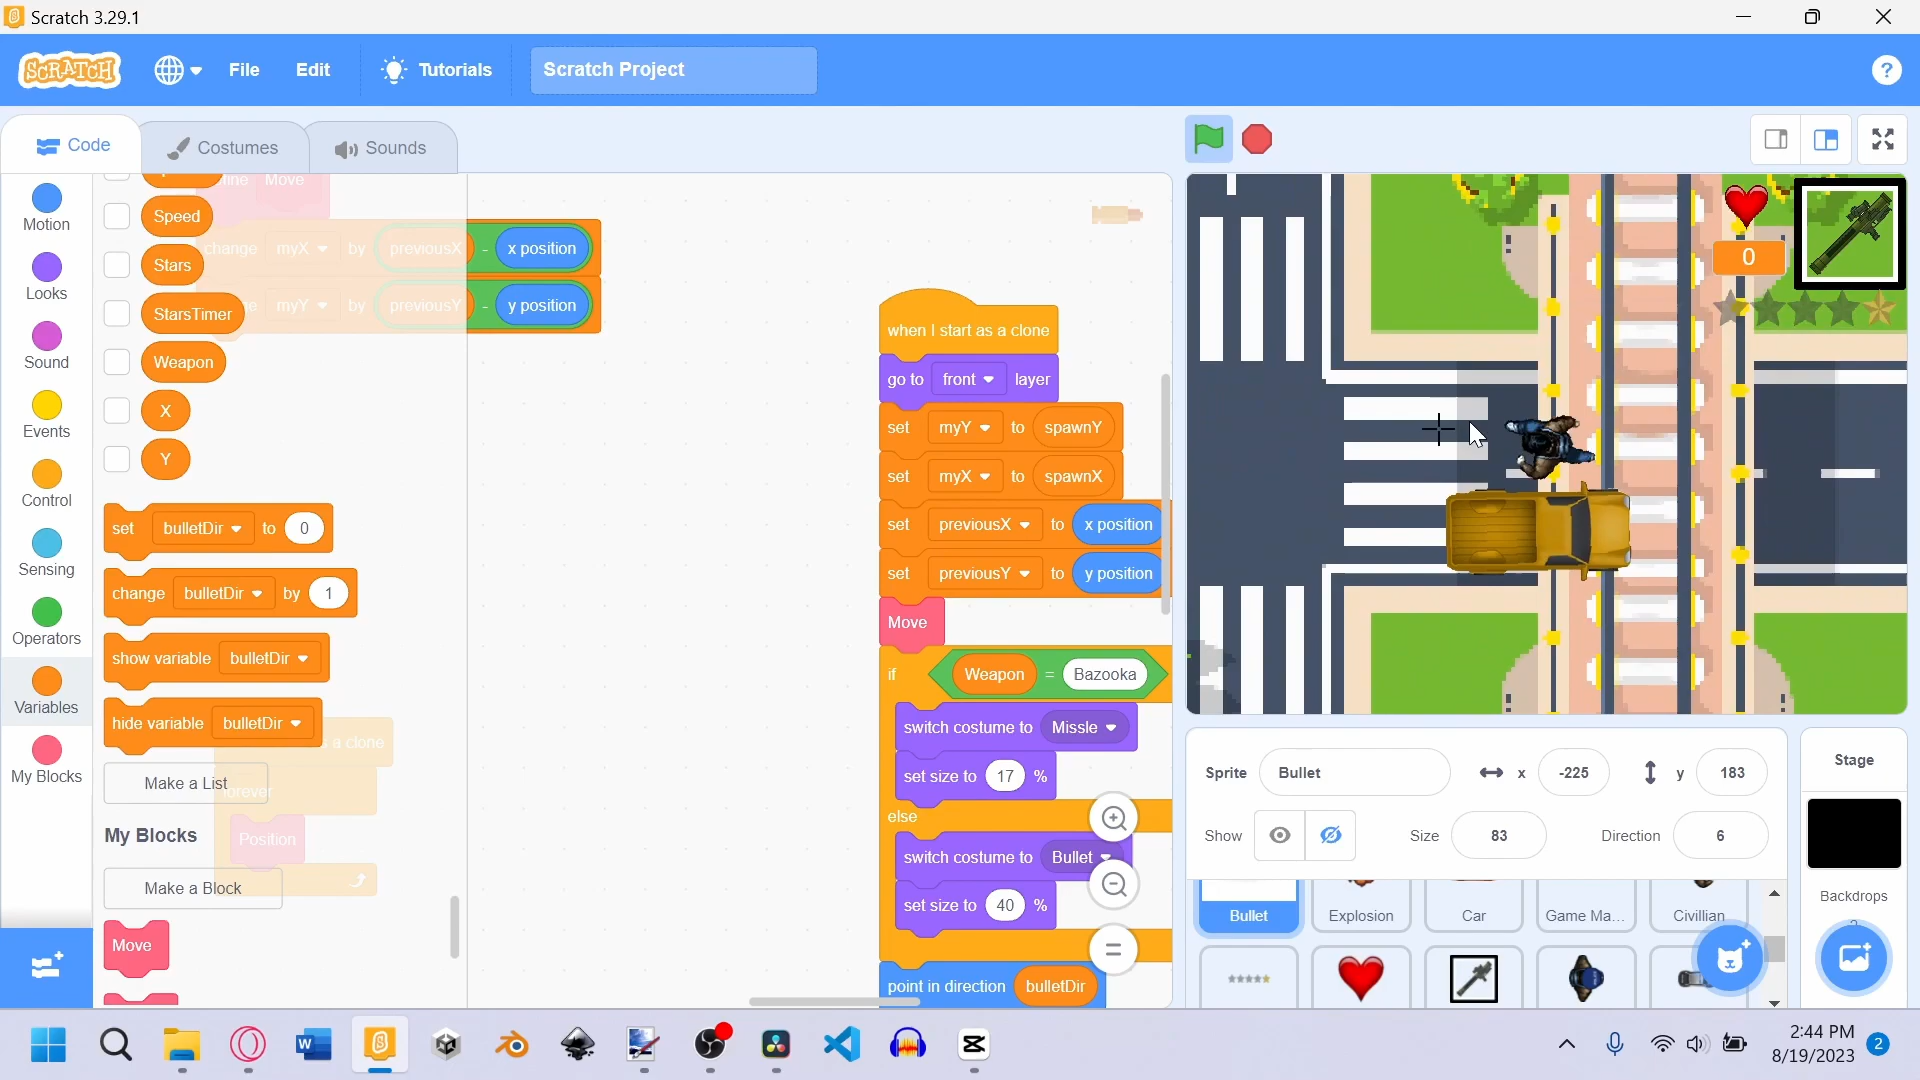 Scratch 3.29.1
SCRATCH
File
Edit
Tutorials
Scratch Project
?
Code
Costumes
Sounds
Motion
Looks
Sound
Events
Control
Sensing
Operators
Variables
My Blocks
Speed
Stars
StarsTimer
Weapon
X
Y
set bulletDir to 0
change bulletDir by 1
show variable bulletDir
hide variable bulletDir
Make a List
My Blocks
Make a Block
Move
Move
change myX by previousX - x position
myY by previousY - y position
a clone
forever
Position
when I start as a clone
go to front layer
set myY to spawnY
set myX to spawnX
set previousX to x position
set previousY to y position
Move
if Weapon = Bazooka
switch costume to Missle
set size to 17 %
else
switch costume to Bullet
set size to 40 %
point in direction bulletDir
0
Sprite Bullet x -225 y 183
Show Size 83 Direction 6
Bullet
Explosion
Car
Game Ma...
Civillian
Stage
Backdrops
2:44 PM
8/19/2023
2